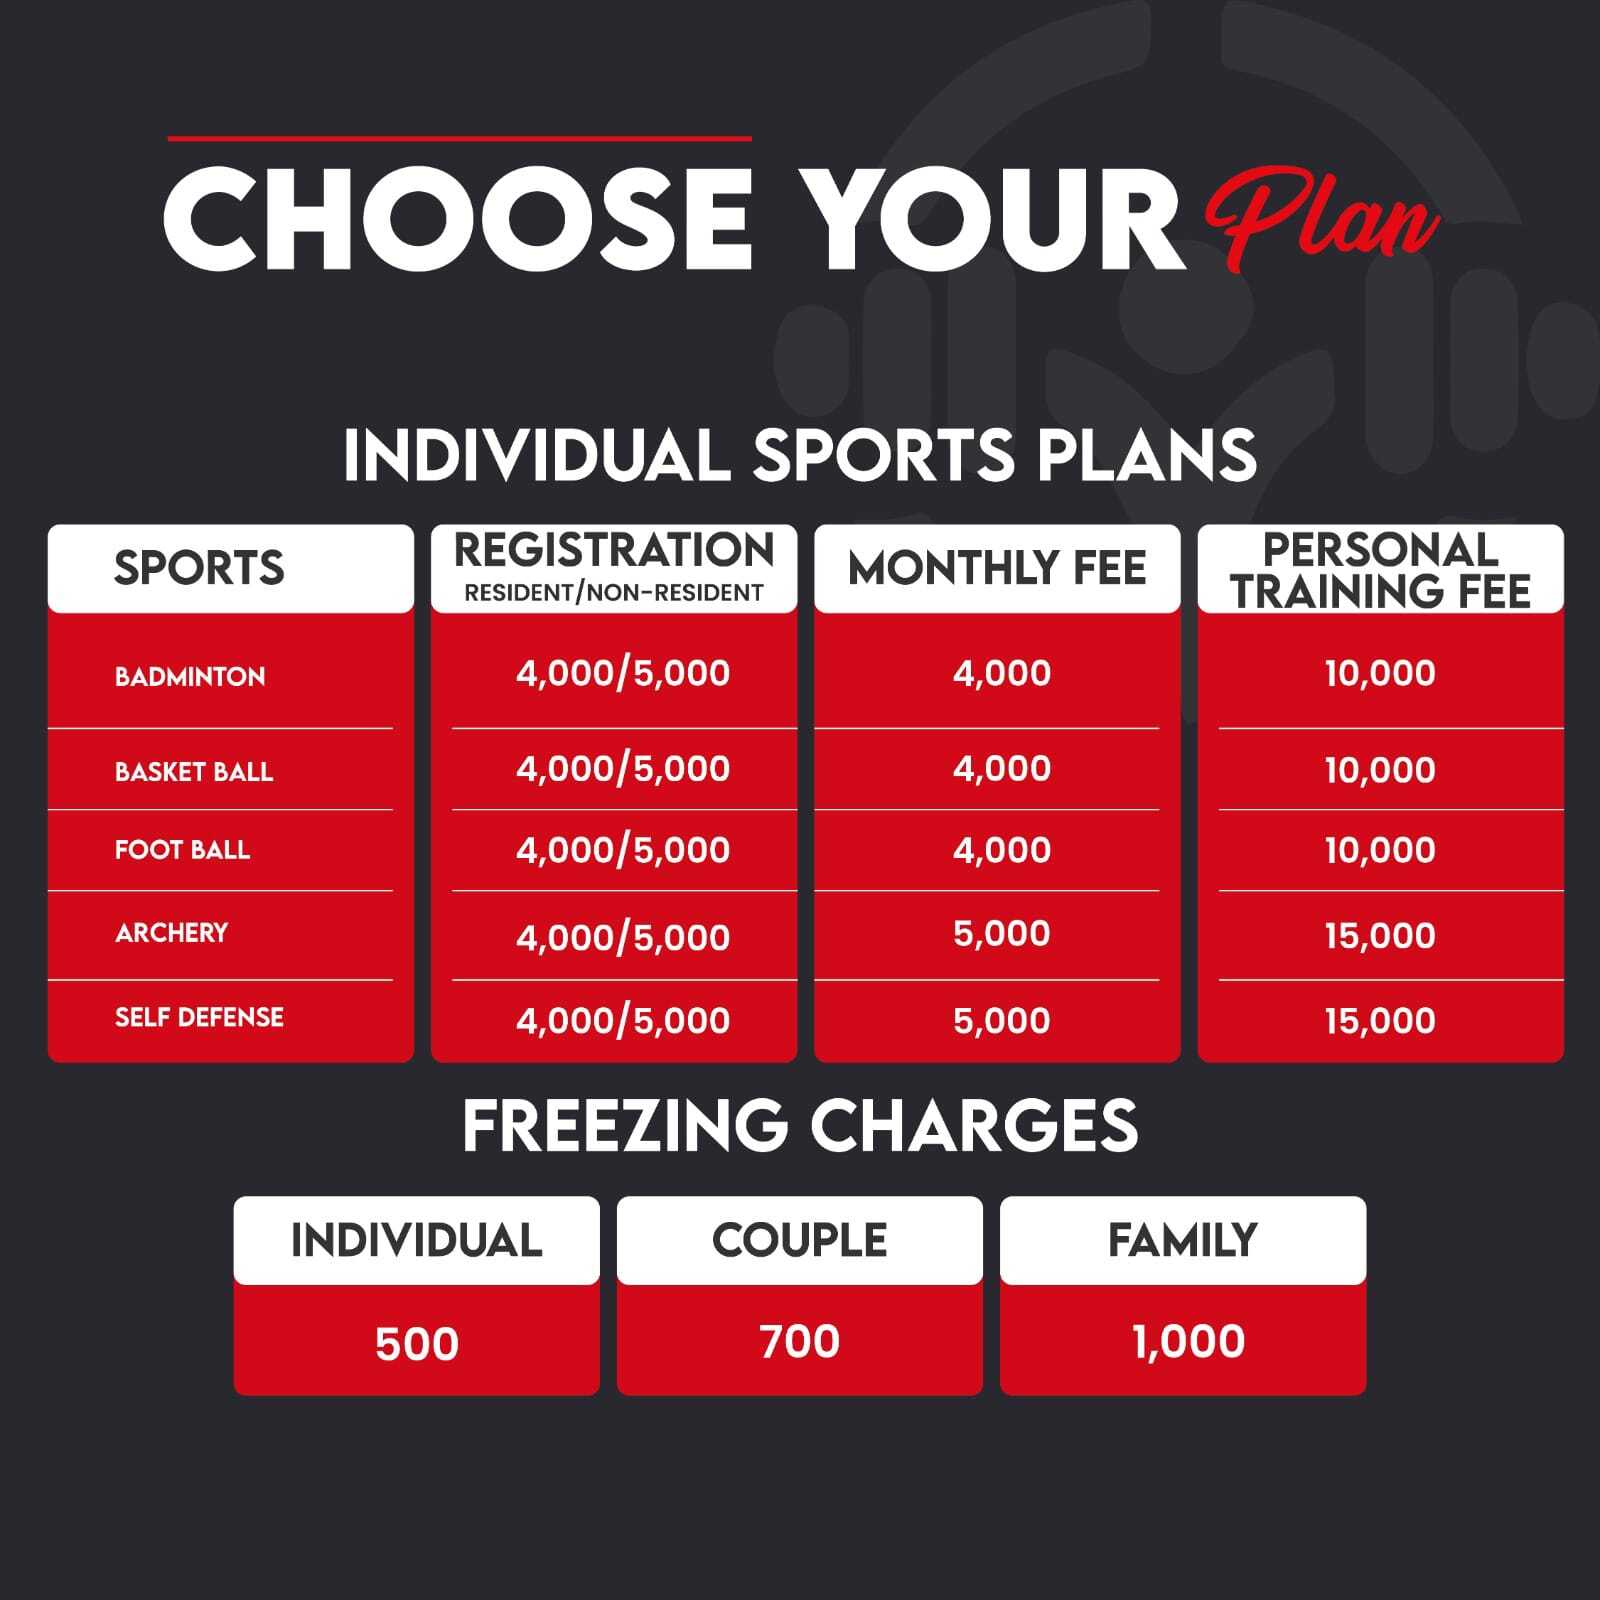 CHOOSE YOUR Plan
INDIVIDUAL SPORTS PLANS
SPORTS
REGISTRATION
RESIDENT/NON-RESIDENT
MONTHLY FEE
PERSONAL
TRAINING FEE
BADMINTON 4,000/5,000 4,000 10,000
BASKET BALL 4,000/5,000 4,000 10,000
FOOT BALL 4,000/5,000 4,000 10,000
ARCHERY 4,000/5,000 5,000 15,000
SELF DEFENSE 4,000/5,000 5,000 15,000
FREEZING CHARGES
INDIVIDUAL COUPLE FAMILY
500 700 1,000